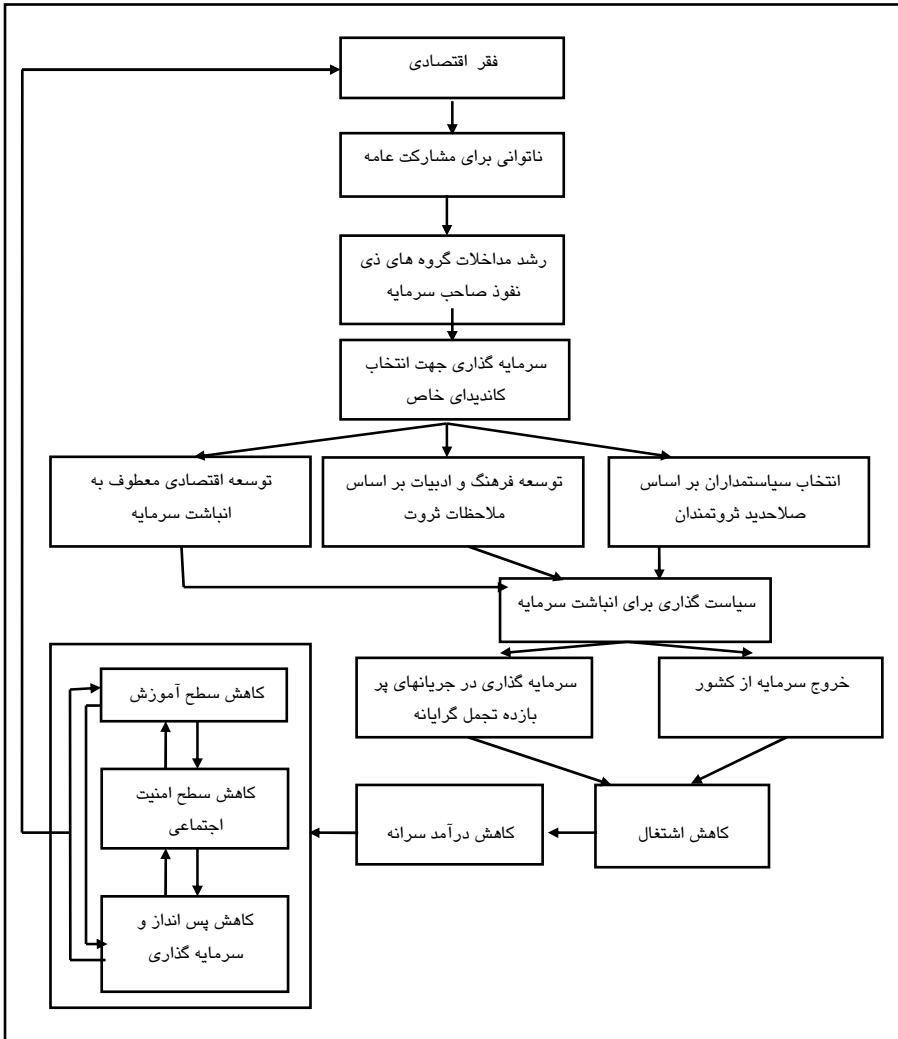 فقر اقتصادی
ناتوانی برای مشارکت عامه
رشد مداخلات گروه های ذی
نفوذ صاحب سرمایه
سرمایه گذاری جهت انتخاب
کاندیدای خاص
انتخاب سیاستمداران بر اساس
صلاحدید ثروتمندان
توسعه فرهنگ و ادبیات بر اساس
ملاحظات ثروت
توسعه اقتصادی معطوف به
انباشت سرمایه
سیاست گذاری برای انباشت سرمایه
خروج سرمایه از کشور
سرمایه گذاری در جریانهای پر
بازده تجمل گرایانه
کاهش اشتغال
کاهش درآمد سرانه
کاهش سطح آموزش
کاهش سطح امنیت
اجتماعی
کاهش پس انداز و
سرمایه گذاری